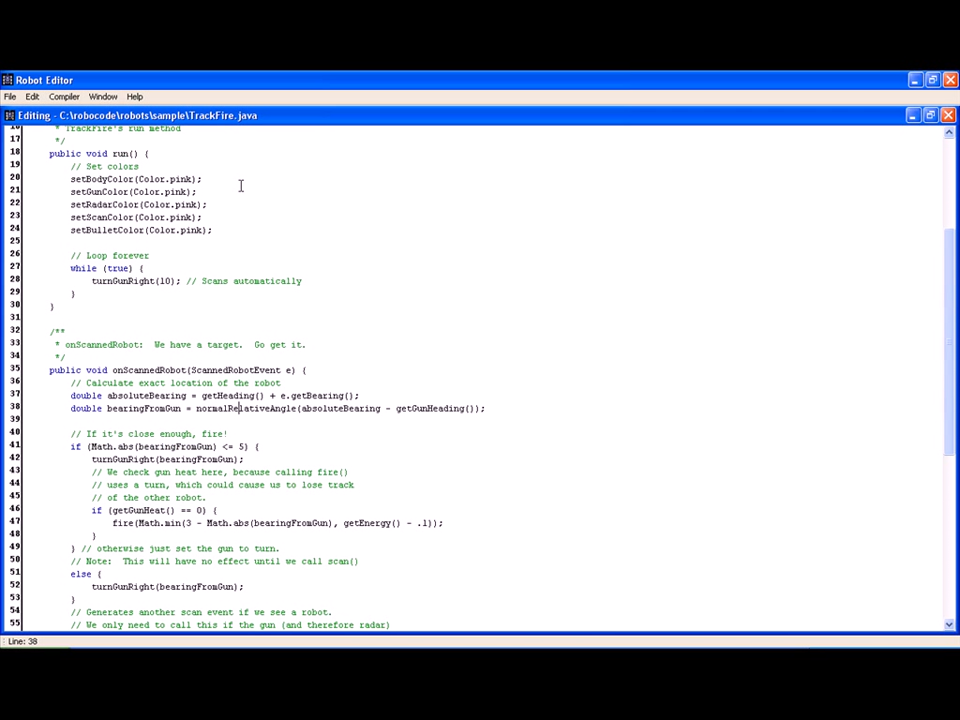 Robot Editor
File Edit Compiler Window Help
Editing - C:\robocode\robots\sample\TrackFire.java
16 * TrackFire's run method
17 */
18 public void run() {
19 // Set colors
20 setBodyColor(Color.pink);
21 setGunColor(Color.pink);
22 setRadarColor(Color.pink);
23 setScanColor(Color.pink);
24 setBulletColor(Color.pink);
25
26 // Loop forever
27 while (true) {
28 turnGunRight(10); // Scans automatically
29 }
30 }
31
32 /**
33 * onScannedRobot:  We have a target.  Go get it.
34 */
35 public void onScannedRobot(ScannedRobotEvent e) {
36 // Calculate exact location of the robot
37 double absoluteBearing = getHeading() + e.getBearing();
38 double bearingFromGun = normalRelativeAngle(absoluteBearing - getGunHeading());
39
40 // If it's close enough, fire!
41 if (Math.abs(bearingFromGun) <= 5) {
42 turnGunRight(bearingFromGun);
43 // We check gun heat here, because calling fire()
44 // uses a turn, which could cause us to lose track
45 // of the other robot.
46 if (getGunHeat() == 0) {
47 fire(Math.min(3 - Math.abs(bearingFromGun), getEnergy() - .1));
48 }
49 } // otherwise just set the gun to turn.
50 // Note:  This will have no effect until we call scan()
51 else {
52 turnGunRight(bearingFromGun);
53 }
54 // Generates another scan event if we see a robot.
55 // We only need to call this if the gun (and therefore radar)
Line: 38